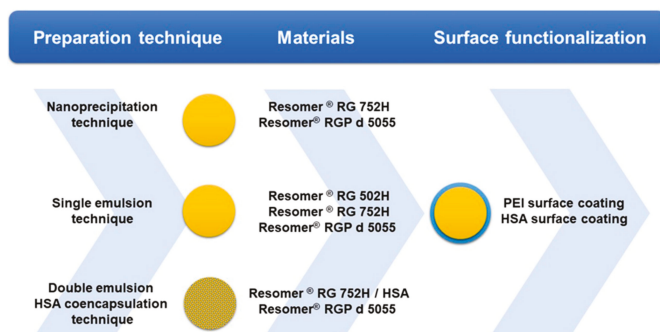 Preparation technique
Materials
Surface functionalization
Nanoprecipitation
technique
Resomer ® RG 752H
Resomer® RGP d 5055
Single emulsion
technique
Resomer ® RG 502H
Resomer ® RG 752H
Resomer® RGP d 5055
PEI surface coating
HSA surface coating
Double emulsion
HSA coencapsulation
technique
Resomer ® RG 752H / HSA
Resomer® RGP d 5055